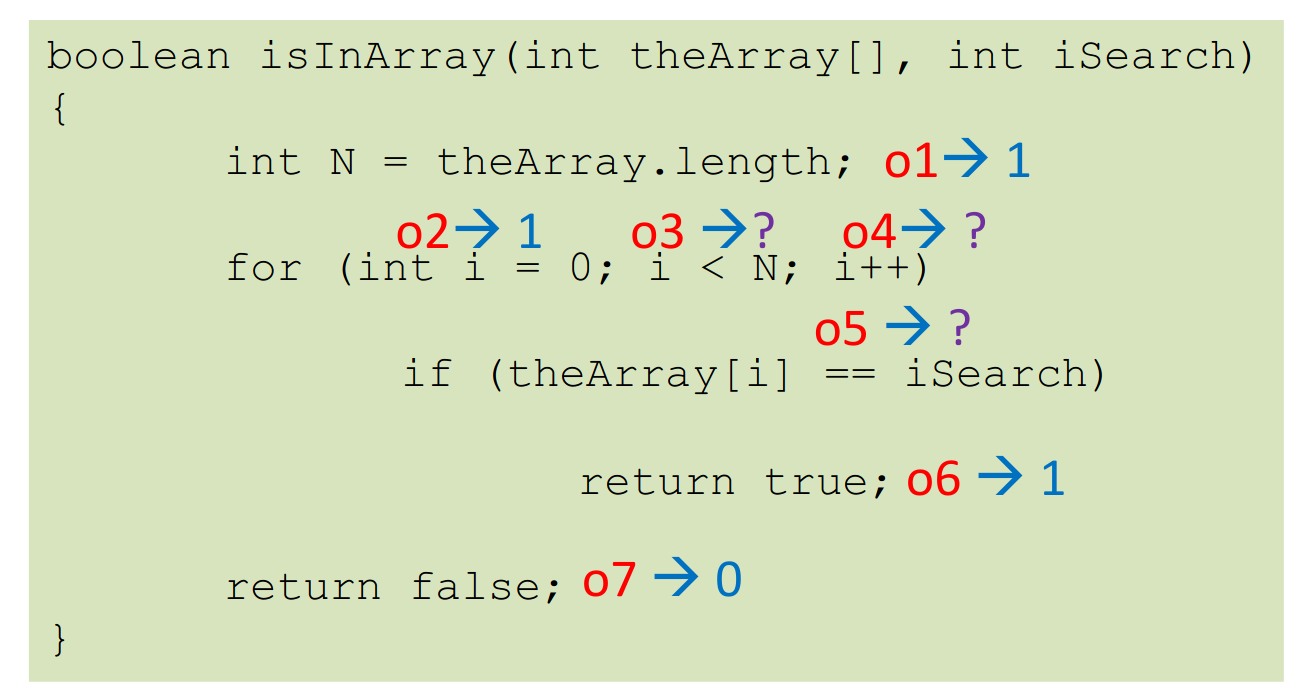 boolean isInArray(int theArray[], int iSearch)
{
int N = theArray.length; o1→ 1
o2→ 1 o3 →? o4→ ?
for (int i = 0; i < N; i++)
o5 → ?
if (theArray[i] == iSearch)
return true; o6 → 1
return false; o7 → 0
}